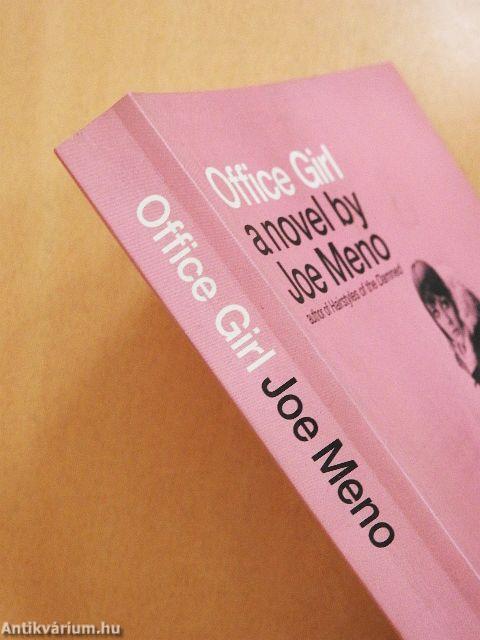 Office Girl
a novel by
Joe Meno
author of Hairstyles of the Damned
Office Girl Joe Meno
Antikvárium.hu